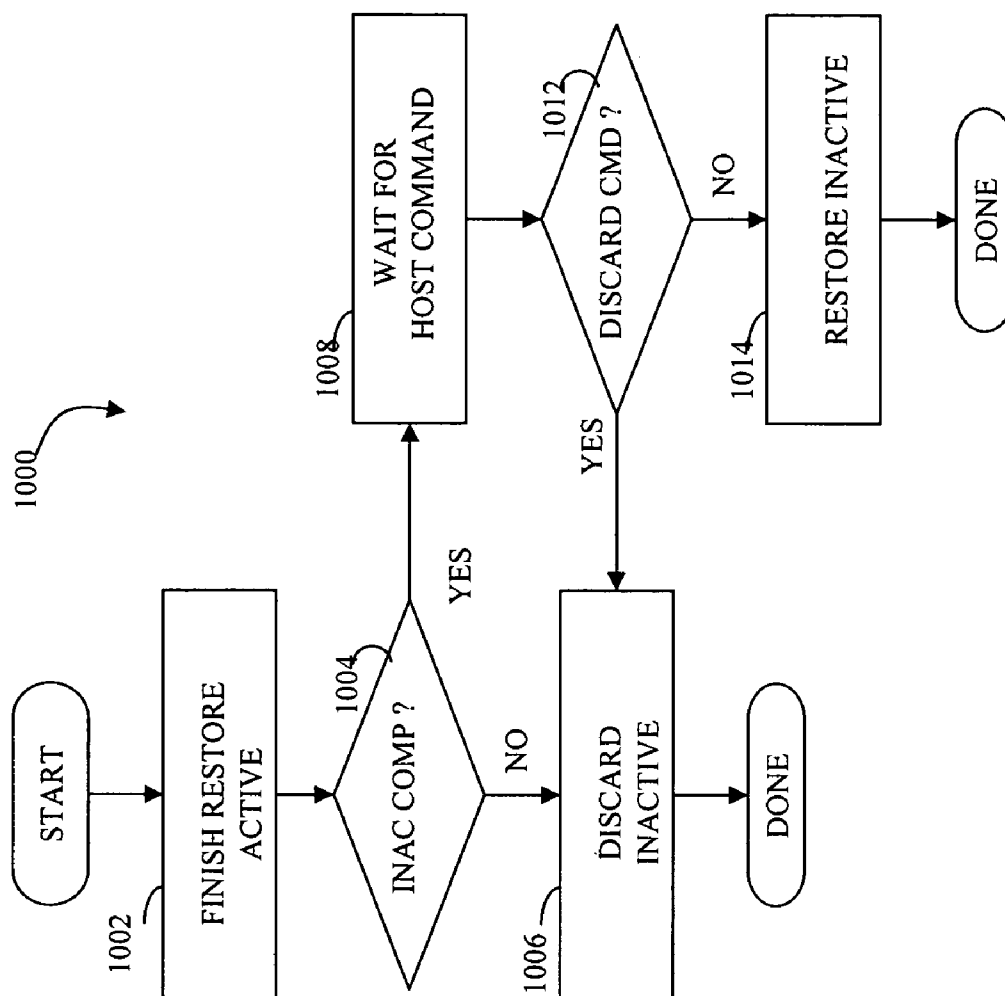 1000
START
1002
FINISH RESTORE
ACTIVE
1004
INAC COMP ?
YES
NO
1006
DISCARD
INACTIVE
DONE
1008
WAIT FOR
HOST COMMAND
1012
DISCARD CMD ?
YES
NO
1014
RESTORE INACTIVE
DONE